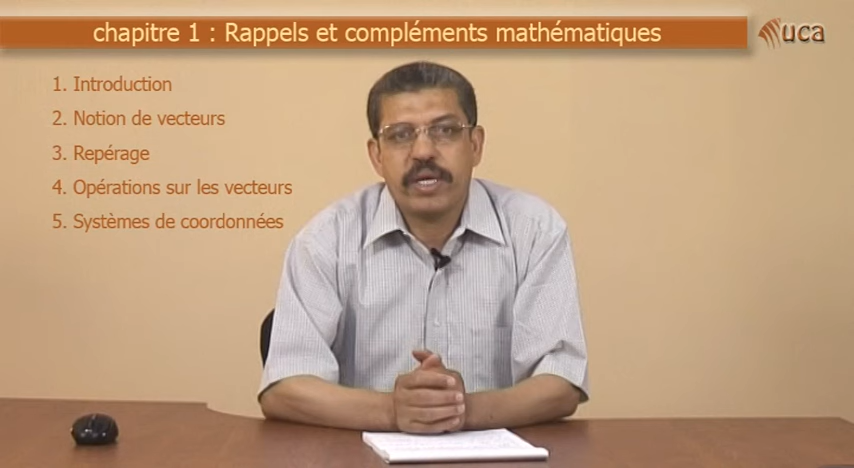 chapitre 1 : Rappels et compléments mathématiques
uca
1. Introduction
2. Notion de vecteurs
3. Repérage
4. Opérations sur les vecteurs
5. Systèmes de coordonnées